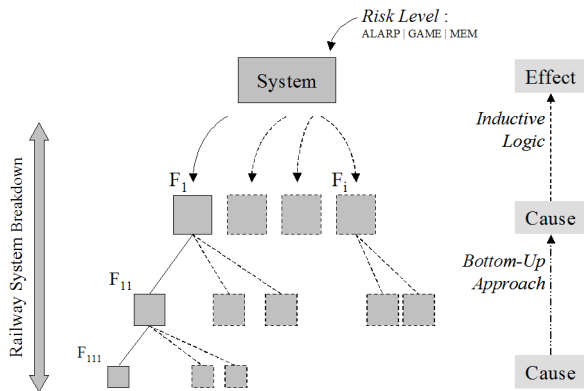 Risk Level :
ALARP | GAME | MEM
System
Effect
Inductive
Logic
Railway System Breakdown
F1
Fi
Cause
Bottom-Up
Approach
F11
F111
Cause